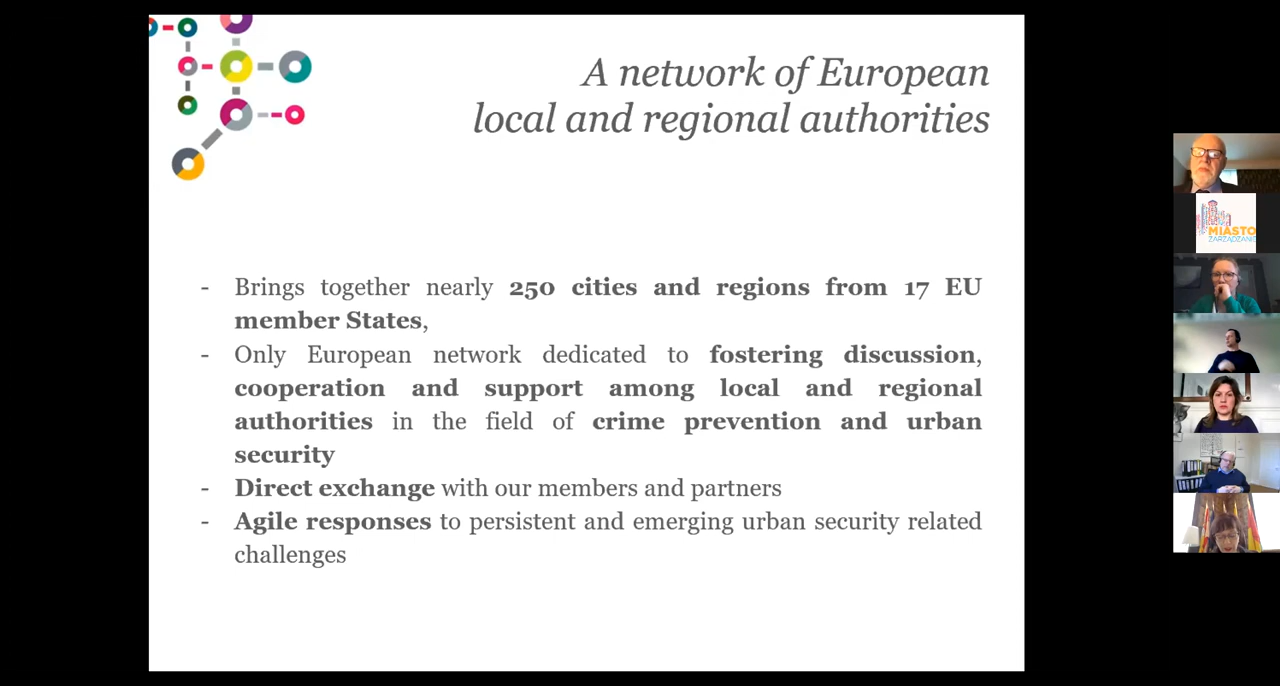 A network of European
local and regional authorities
- Brings together nearly 250 cities and regions from 17 EU
member States,
- Only European network dedicated to fostering discussion,
cooperation and support among local and regional
authorities in the field of crime prevention and urban
security
- Direct exchange with our members and partners
- Agile responses to persistent and emerging urban security related
challenges
MIASTO